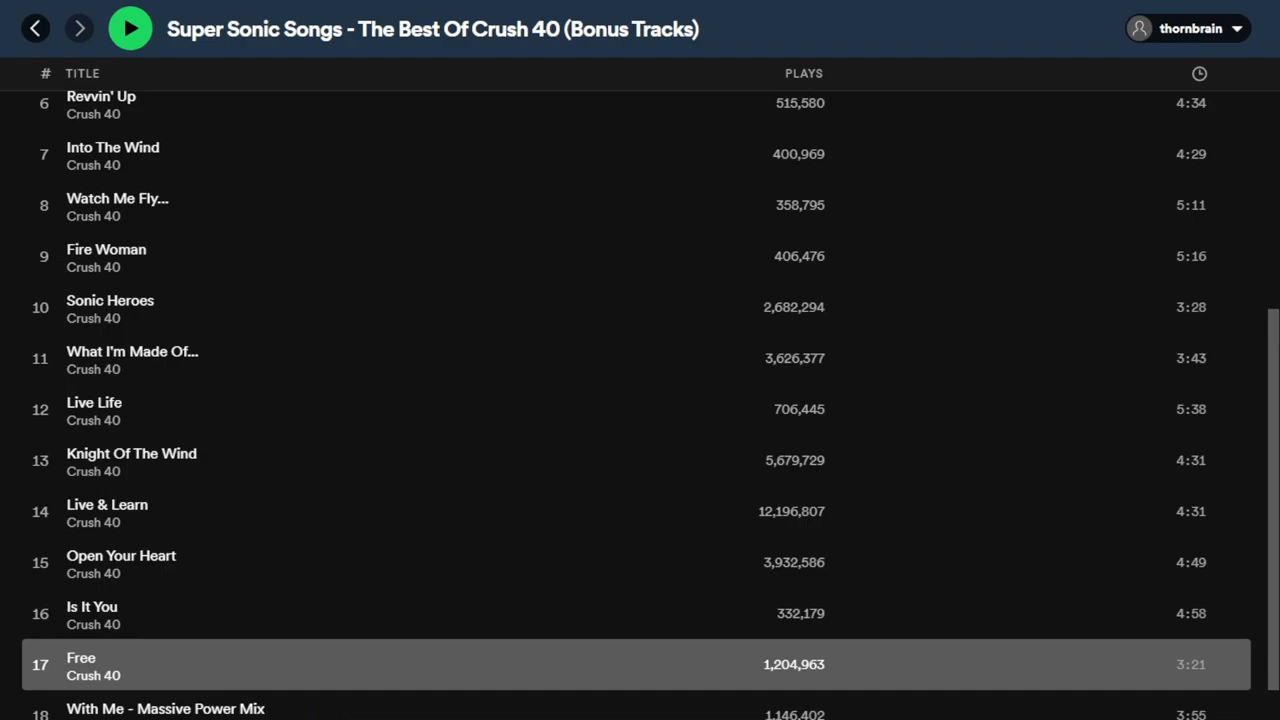 Super Sonic Songs - The Best Of Crush 40 (Bonus Tracks)
thornbrain
# TITLE PLAYS
6 Revvin' Up 515,580 4:34
Crush 40
7 Into The Wind 400,969 4:29
Crush 40
8 Watch Me Fly... 358,795 5:11
Crush 40
9 Fire Woman 406,476 5:16
Crush 40
10 Sonic Heroes 2,682,294 3:28
Crush 40
11 What I'm Made Of... 3,626,377 3:43
Crush 40
12 Live Life 706,445 5:38
Crush 40
13 Knight Of The Wind 5,679,729 4:31
Crush 40
14 Live & Learn 12,196,807 4:31
Crush 40
15 Open Your Heart 3,932,586 4:49
Crush 40
16 Is It You 332,179 4:58
Crush 40
17 Free 1,204,963 3:21
Crush 40
18 With Me - Massive Power Mix 1,146,402 3:55